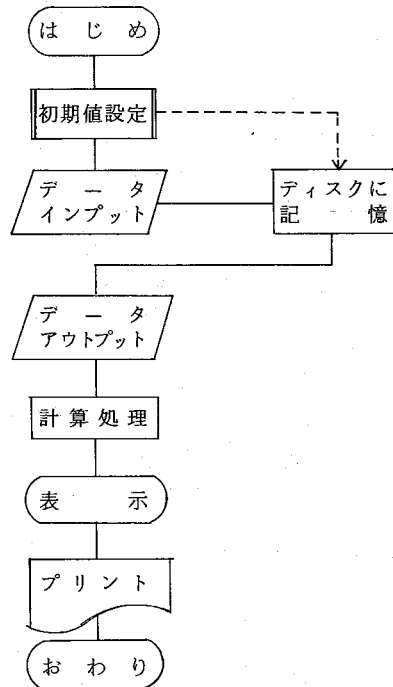 はじめ
初期値設定
データ
インプット
ディスクに
記憶
データ
アウトプット
計算処理
表示
プリント
おわり